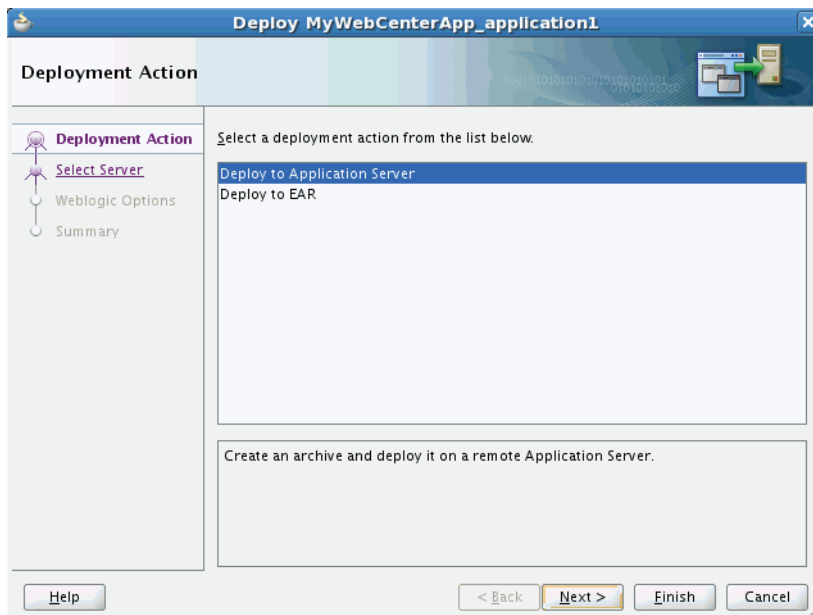 Deploy MyWebCenterApp_application1
Deployment Action
Deployment Action
Select Server
Weblogic Options
Summary
Select a deployment action from the list below.
Deploy to Application Server
Deploy to EAR
Create an archive and deploy it on a remote Application Server.
Help
< Back
Next >
Finish
Cancel